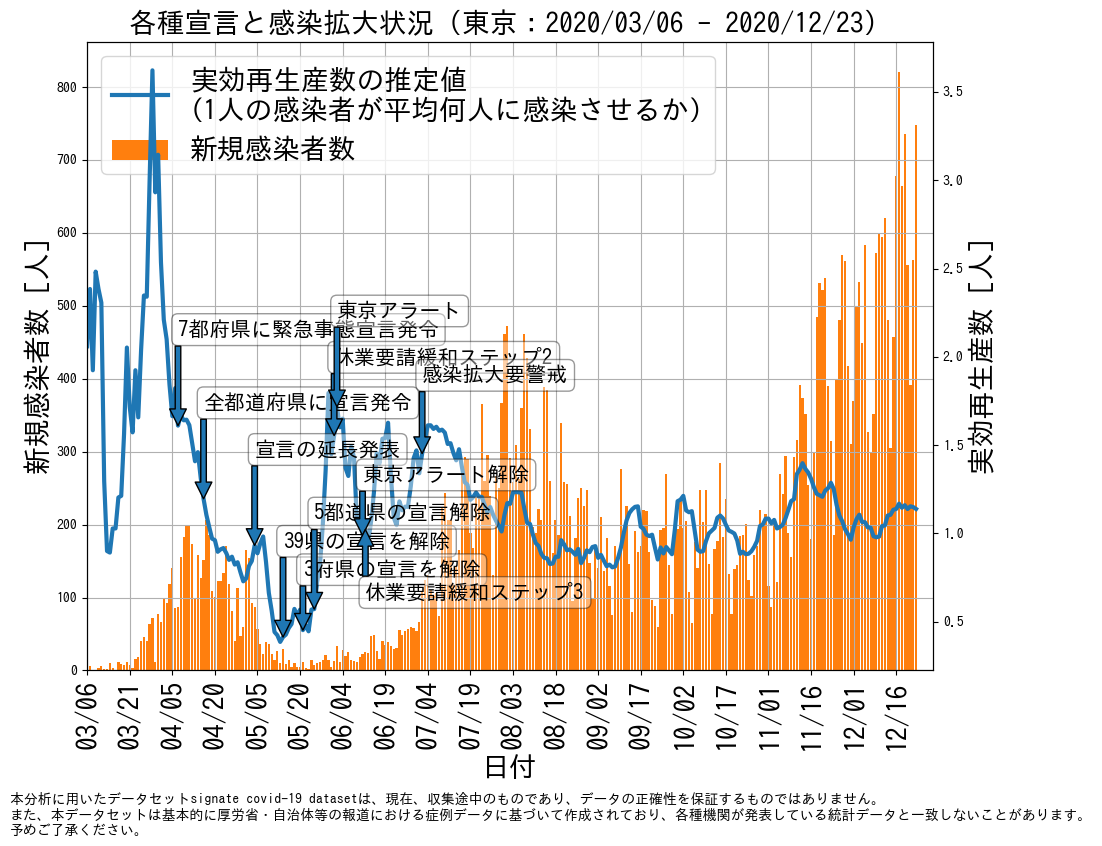 各種宣言と感染拡大状況 (東京：2020/03/06 - 2020/12/23)
実効再生産数の推定値
(1人の感染者が平均何人に感染させるか)
新規感染者数
新規感染者数 [人]
800
700
600
500
400
300
200
100
0
実効再生産数 [人]
3.5
3.0
2.5
2.0
1.5
1.0
0.5
東京アラート
7都府県に緊急事態宣言発令
休業要請緩和ステップ2
感染拡大要警戒
全都道府県に宣言発令
宣言の延長発表
東京アラート解除
5都道県の宣言解除
39県の宣言を解除
3府県の宣言を解除
休業要請緩和ステップ3
03/06
03/21
04/05
04/20
05/05
05/20
06/04
06/19
07/04
07/19
08/03
08/18
09/02
09/17
10/02
10/17
11/01
11/16
12/01
12/16
日付
本分析に用いたデータセットsignate covid-19 datasetは、現在、収集途中のものであり、データの正確性を保証するものではありません。
また、本データセットは基本的に厚労省・自治体等の報道における症例データに基づいて作成されており、各種機関が発表している統計データと一致しないことがあります。
予めご了承ください。